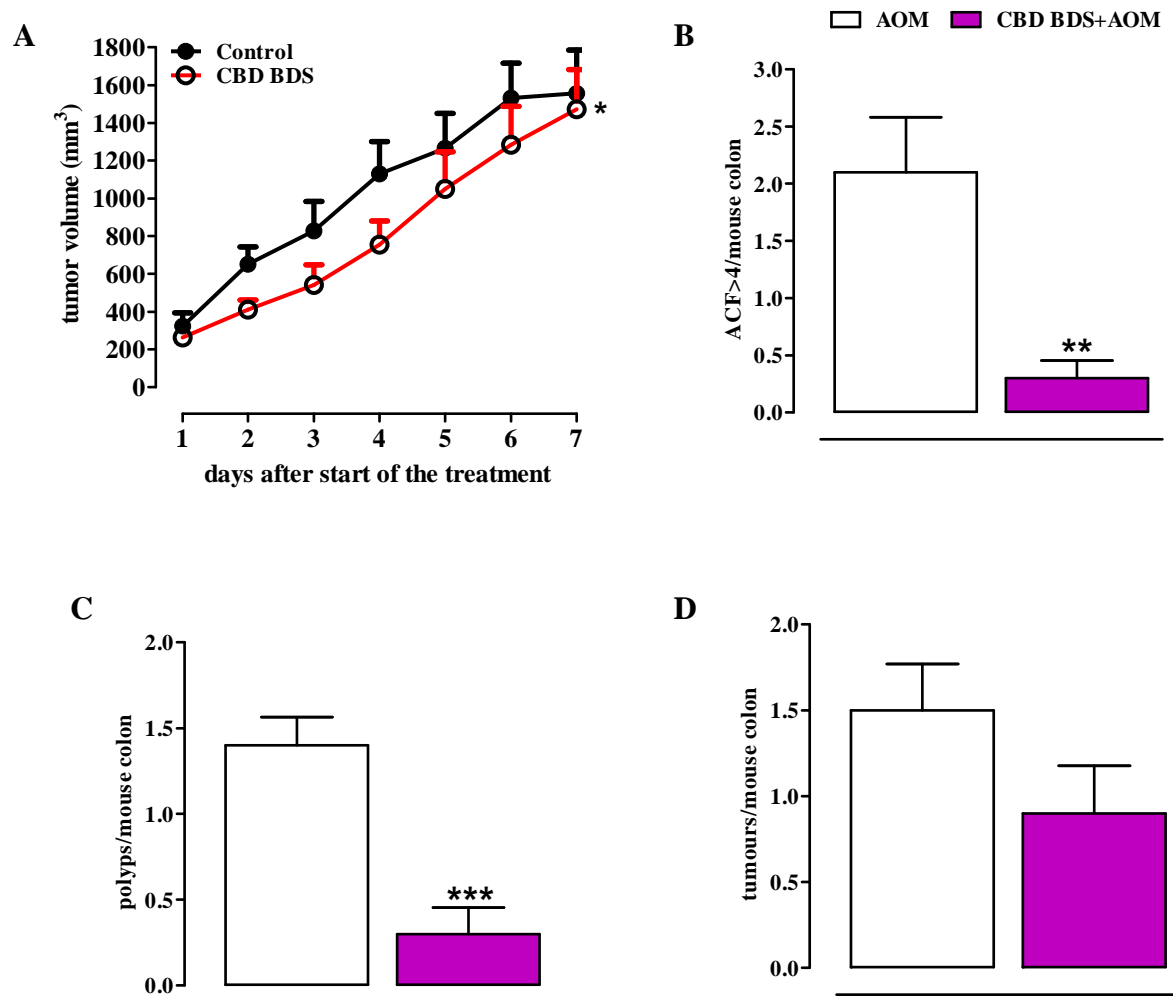 A
Control
CBD BDS
tumor volume (mm³)
1800
1600
1400
1200
1000
800
600
400
200
0
*
1 2 3 4 5 6 7
days after start of the treatment
AOM CBD BDS+AOM
B
ACF>4/mouse colon
3.0
2.5
2.0
1.5
1.0
0.5
0.0
**
C
polyps/mouse colon
2.0
1.5
1.0
0.5
0.0
***
D
tumours/mouse colon
2.0
1.5
1.0
0.5
0.0